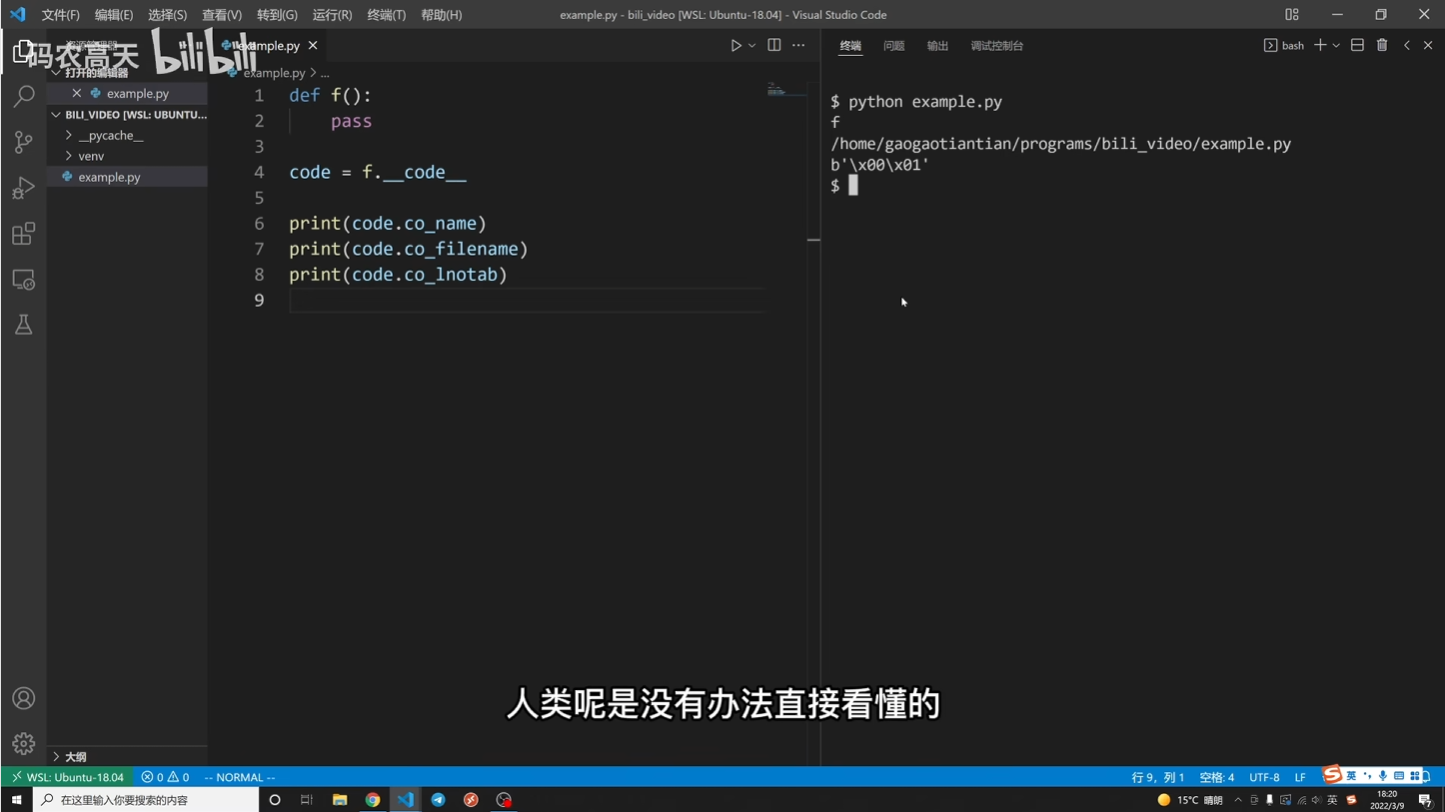 文件(F) 编辑(E) 选择(S) 查看(V) 转到(G) 运行(R) 终端(T) 帮助(H)
example.py - bili_video [WSL: Ubuntu-18.04] - Visual Studio Code
码农高天 bilibili
example.py
打开的编辑器
example.py
BILI_VIDEO [WSL: UBUNTU...
__pycache__
venv
example.py
大纲
example.py > ...
1 def f():
2 pass
3
4 code = f.__code__
5
6 print(code.co_name)
7 print(code.co_filename)
8 print(code.co_lnotab)
9
终端 问题 输出 调试控制台
bash
$ python example.py
f
/home/gaogaotiantian/programs/bili_video/example.py
b'\x00\x01'
$
人类呢是没有办法直接看懂的
WSL: Ubuntu-18.04 0 0 -- NORMAL --
行 9，列 1 空格: 4 UTF-8 LF
英
在这里输入你要搜索的内容
15°C 晴朗
英
18:20
2022/3/9